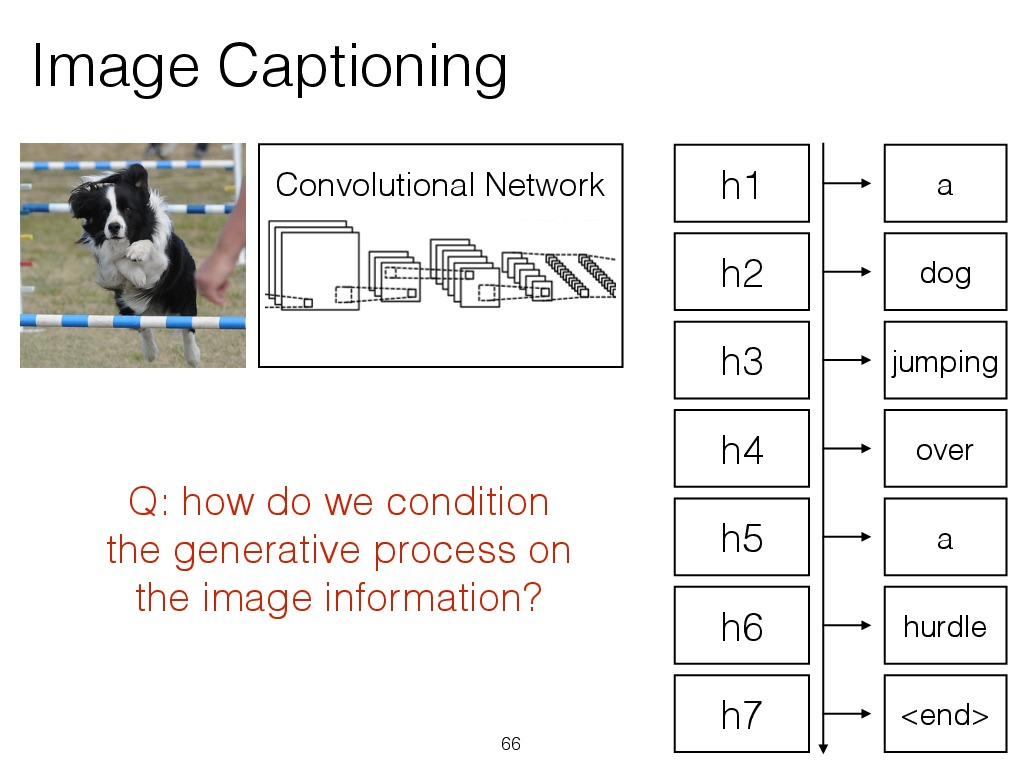 Image Captioning
Convolutional Network
h1
a
h2
dog
h3
jumping
h4
over
h5
a
h6
hurdle
h7
<end>
Q: how do we condition
the generative process on
the image information?
66